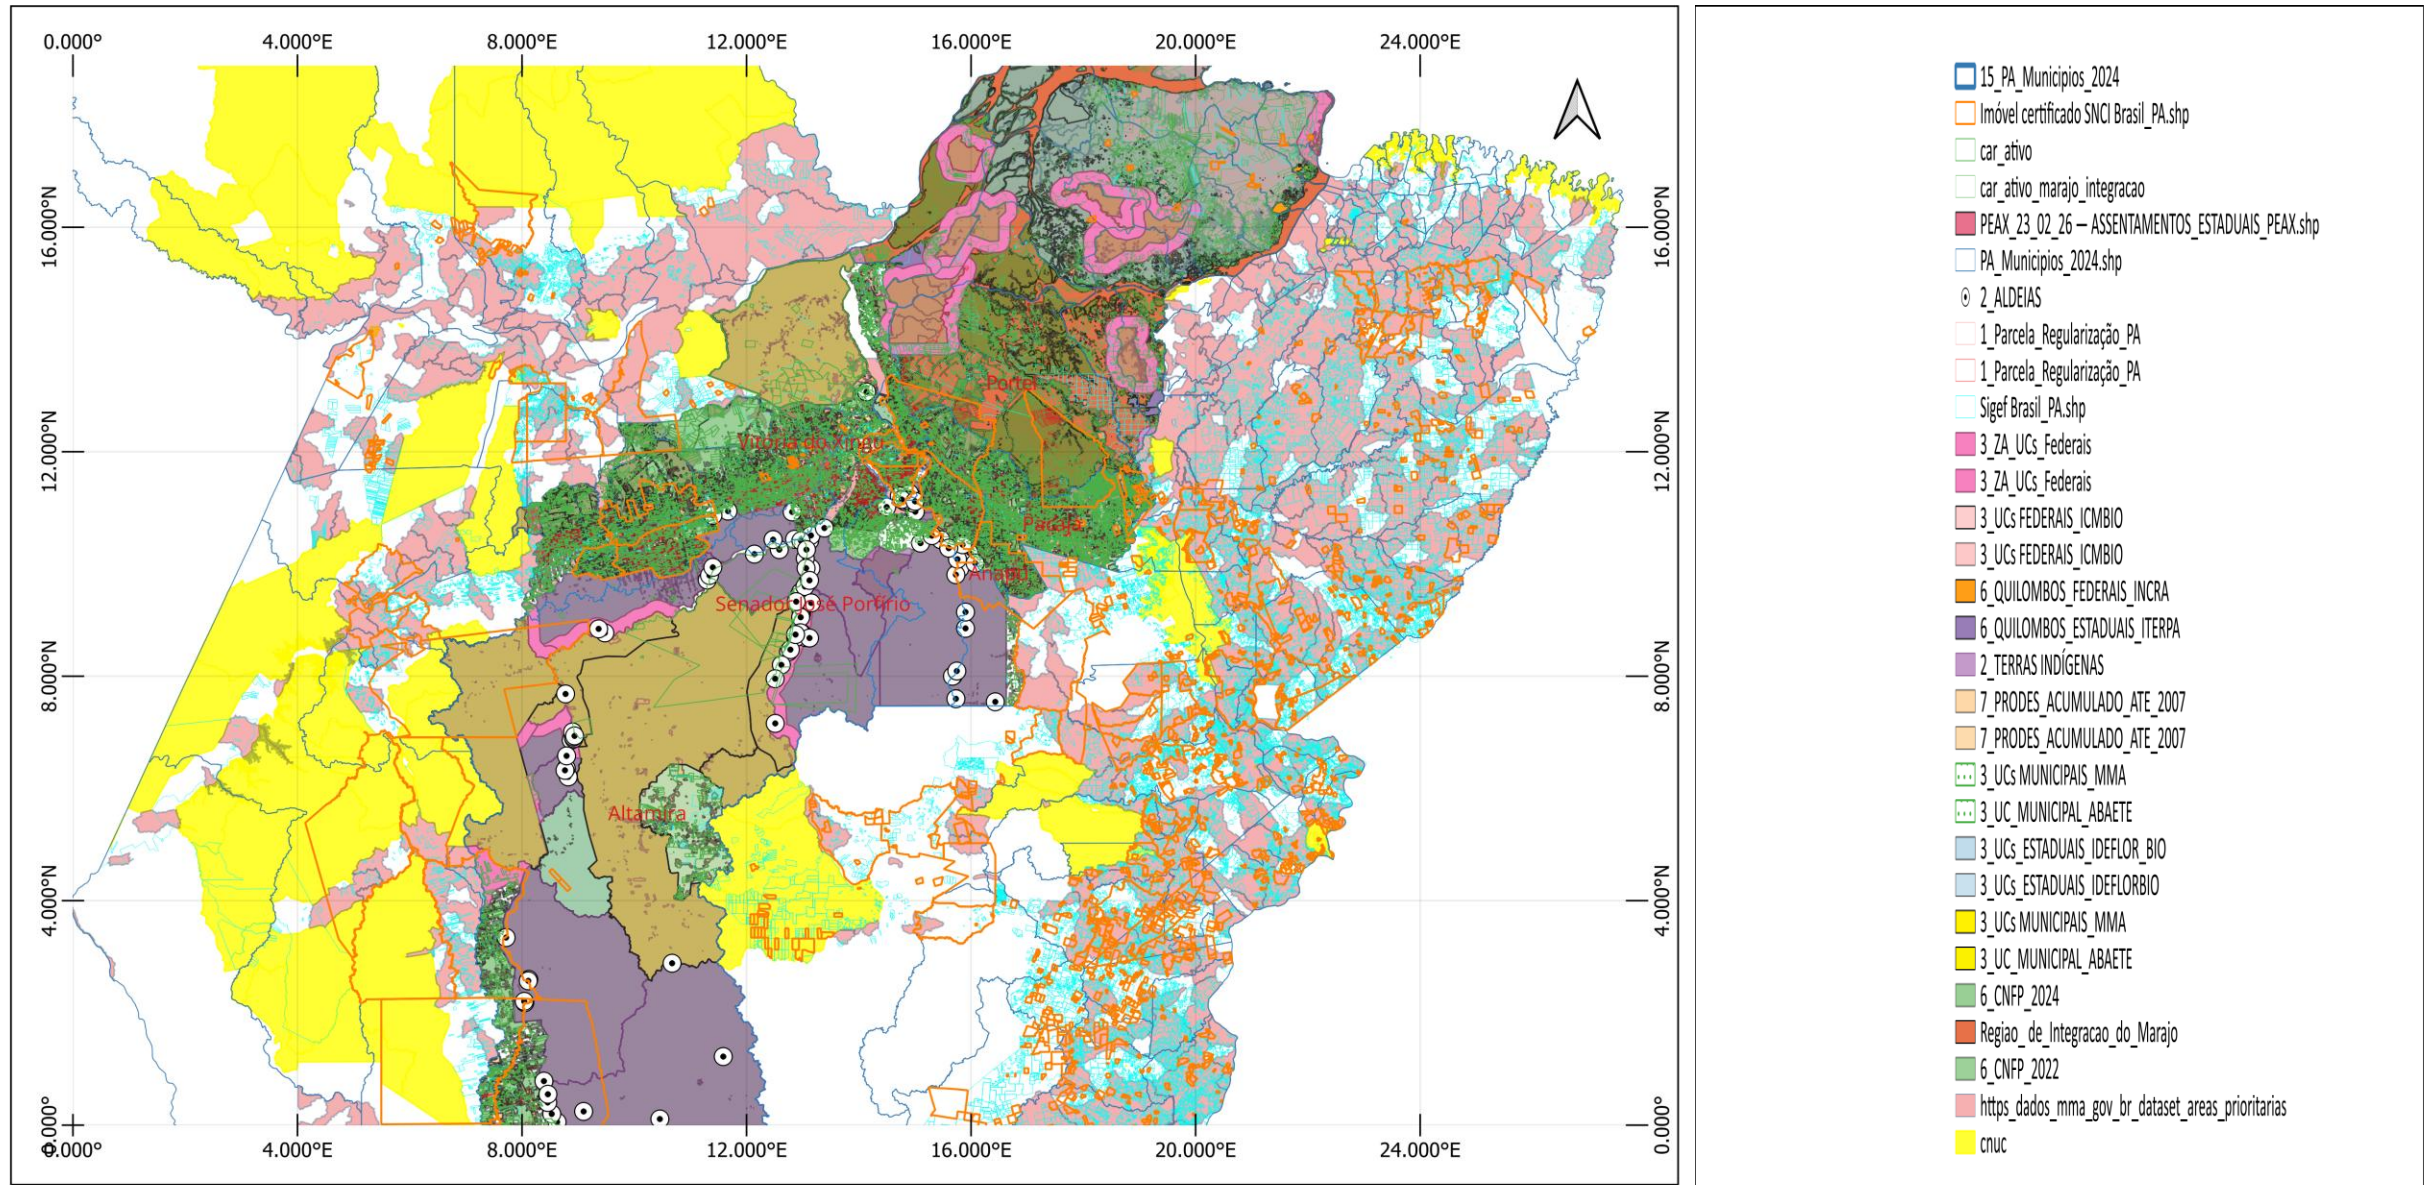 0.000° 4.000°E 8.000°E 12.000°E 16.000°E 20.000°E 24.000°E
16.000°N 16.000°N
12.000°N 12.000°N
8.000°N 8.000°N
4.000°N 4.000°N
0.000° 0.000°
0.000° 4.000°E 8.000°E 12.000°E 16.000°E 20.000°E 24.000°E
Portel
Vitória do Xingu
Pacajá
Anapu
Senador José Porfírio
Altamira
15_PA_Municipios_2024
Imóvel certificado SNCI Brasil_PA.shp
car_ativo
car_ativo_marajo_integracao
PEAX_23_02_26 — ASSENTAMENTOS_ESTADUAIS_PEAX.shp
PA_Municipios_2024.shp
2_ALDEIAS
1_Parcela_Regularização_PA
1_Parcela_Regularização_PA
Sigef Brasil_PA.shp
3_ZA_UCs_Federais
3_ZA_UCs_Federais
3_UCs FEDERAIS_ICMBIO
3_UCs FEDERAIS_ICMBIO
6_QUILOMBOS_FEDERAIS_INCRA
6_QUILOMBOS_ESTADUAIS_ITERPA
2_TERRAS INDÍGENAS
7_PRODES_ACUMULADO_ATE_2007
7_PRODES_ACUMULADO_ATE_2007
3_UCs MUNICIPAIS_MMA
3_UC_MUNICIPAL_ABAETE
3_UCs_ESTADUAIS_IDEFLOR_BIO
3_UCs_ESTADUAIS_IDEFLORBIO
3_UCs MUNICIPAIS_MMA
3_UC_MUNICIPAL_ABAETE
6_CNFP_2024
Regiao_de_Integracao_do_Marajo
6_CNFP_2022
https_dados_mma_gov_br_dataset_areas_prioritarias
cnuc